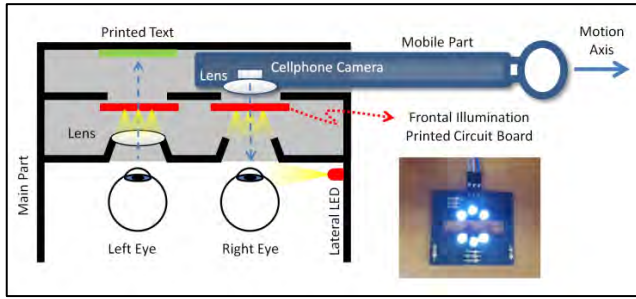 Printed Text
Mobile Part
Motion
Axis
Lens
Cellphone Camera
Lens
Frontal Illumination
Printed Circuit Board
Main Part
Left Eye
Right Eye
Lateral LED